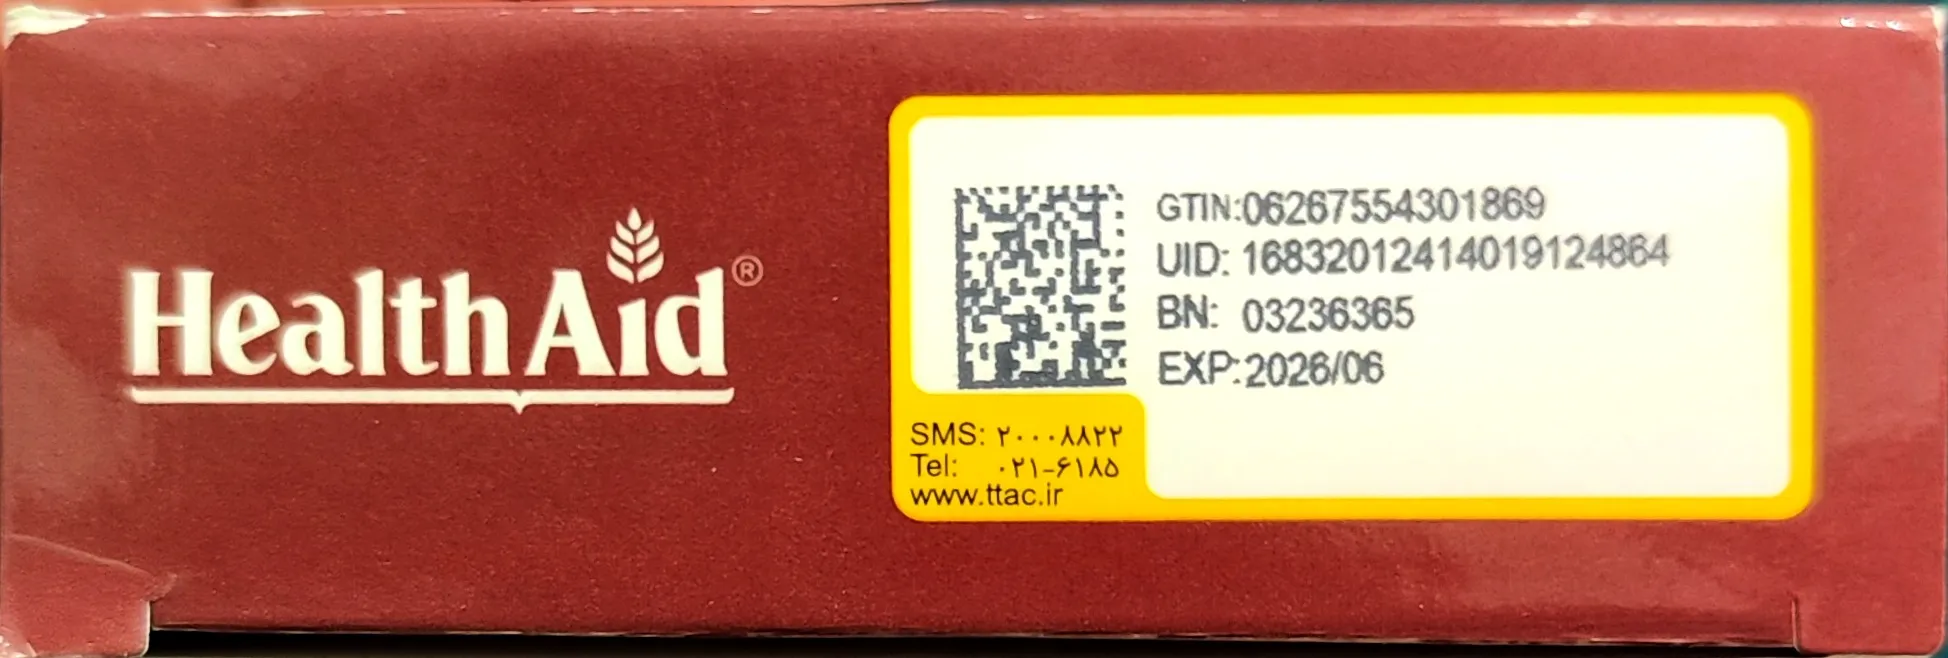 HealthAid®
GTIN:06267554301869
UID: 16832012414019124864
BN: 03236365
EXP:2026/06
SMS: ۲۰۰۰۸۸۲۲
Tel: ۰۲۱-۶۱۸۵
www.ttac.ir